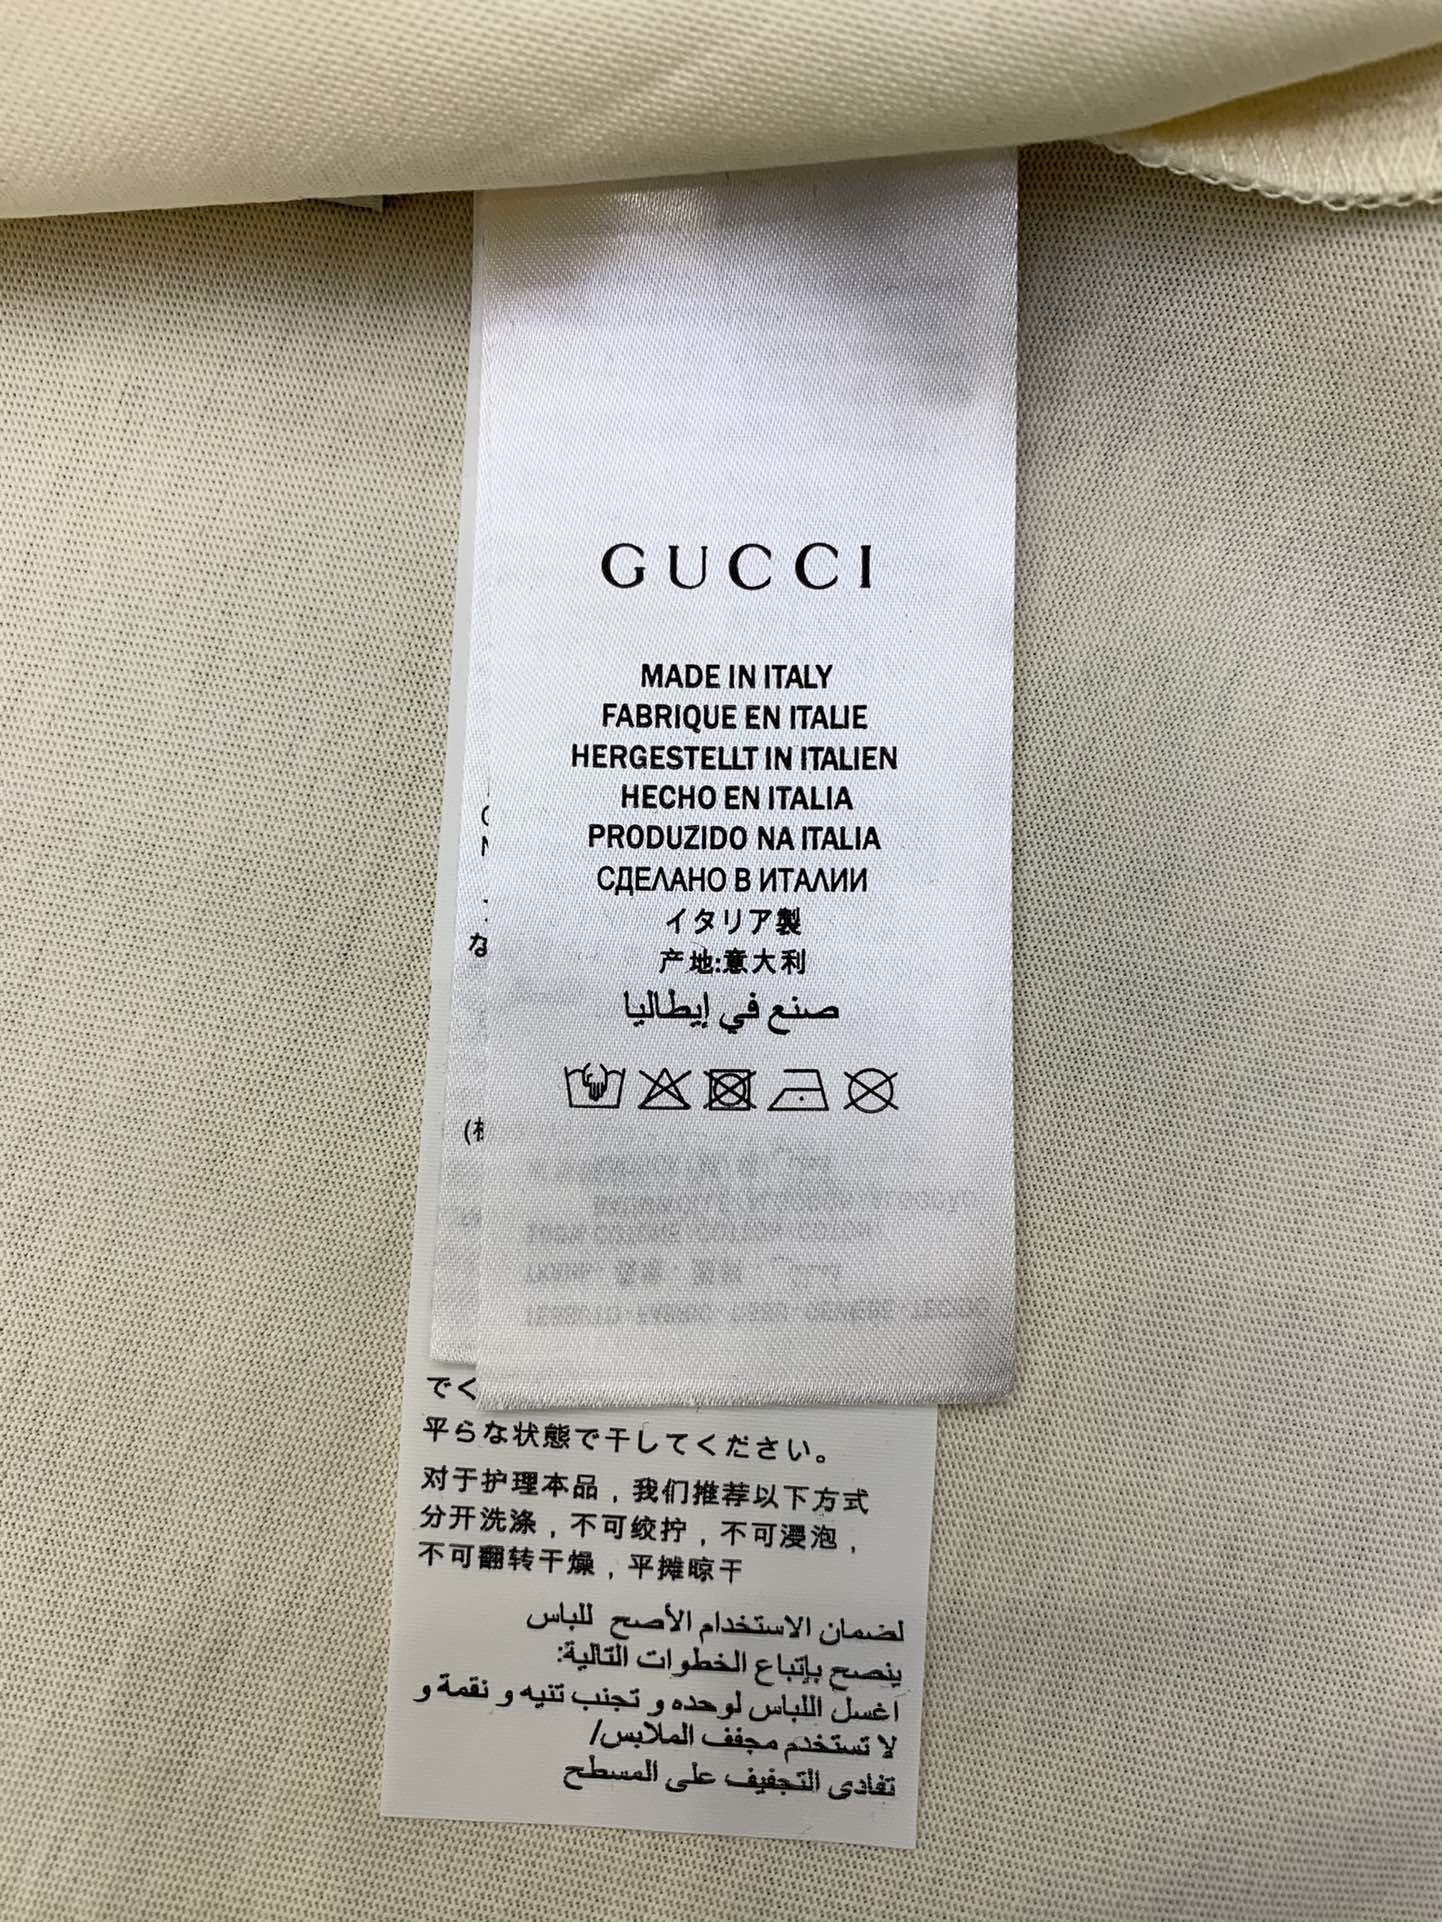 GUCCI
MADE IN ITALY
FABRIQUE EN ITALIE
HERGESTELLT IN ITALIEN
HECHO EN ITALIA
PRODUZIDO NA ITALIA
СДЕЛАНО В ИТАЛИИ
イタリア製
产地:意大利
صنع في إيطاليا
な
でく
平らな状態で干してください。
对于护理本品，我们推荐以下方式
分开洗涤，不可绞拧，不可浸泡，
不可翻转干燥，平摊晾干
لضمان الاستخدام الأصح للباس
ينصح بإتباع الخطوات التالية:
اغسل اللباس لوحده و تجنب تنيه و نقمة و
لا تستخدم مجفف الملابس/
تفادى التجفيف على المسطح